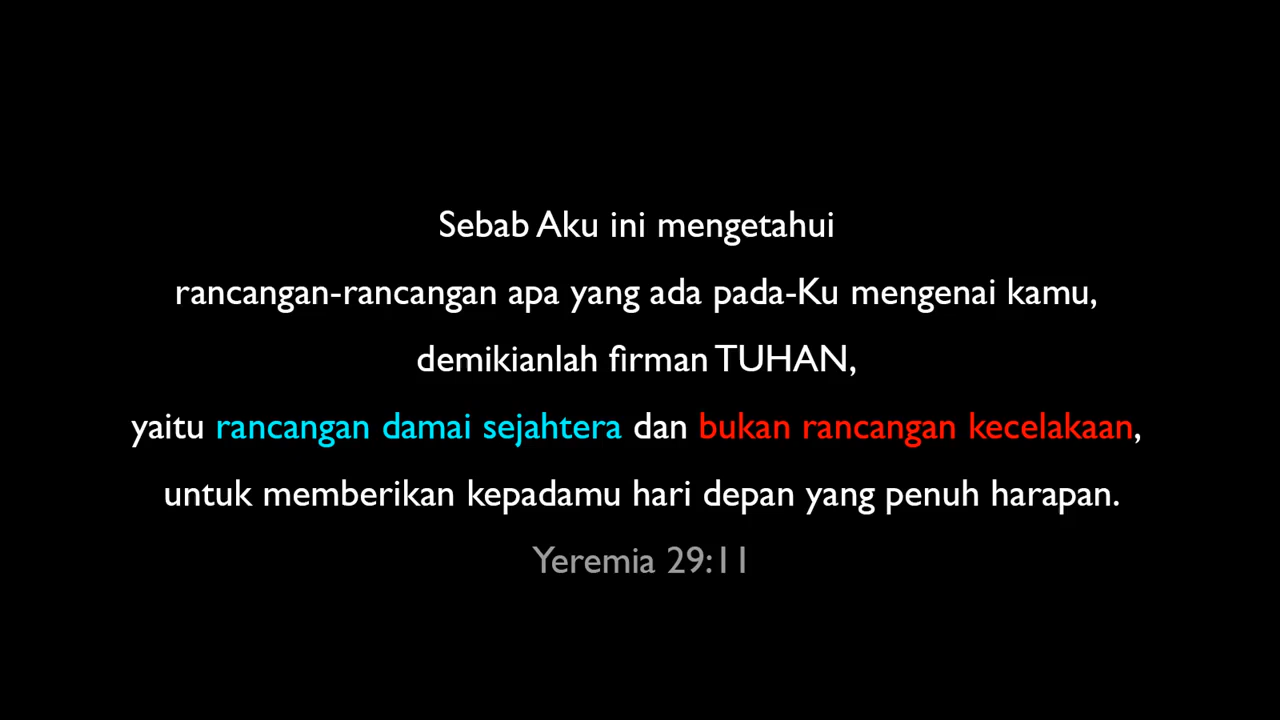 Sebab Aku ini mengetahui
rancangan-rancangan apa yang ada pada-Ku mengenai kamu,
demikianlah firman TUHAN,
yaitu rancangan damai sejahtera dan bukan rancangan kecelakaan,
untuk memberikan kepadamu hari depan yang penuh harapan.
Yeremia 29:11